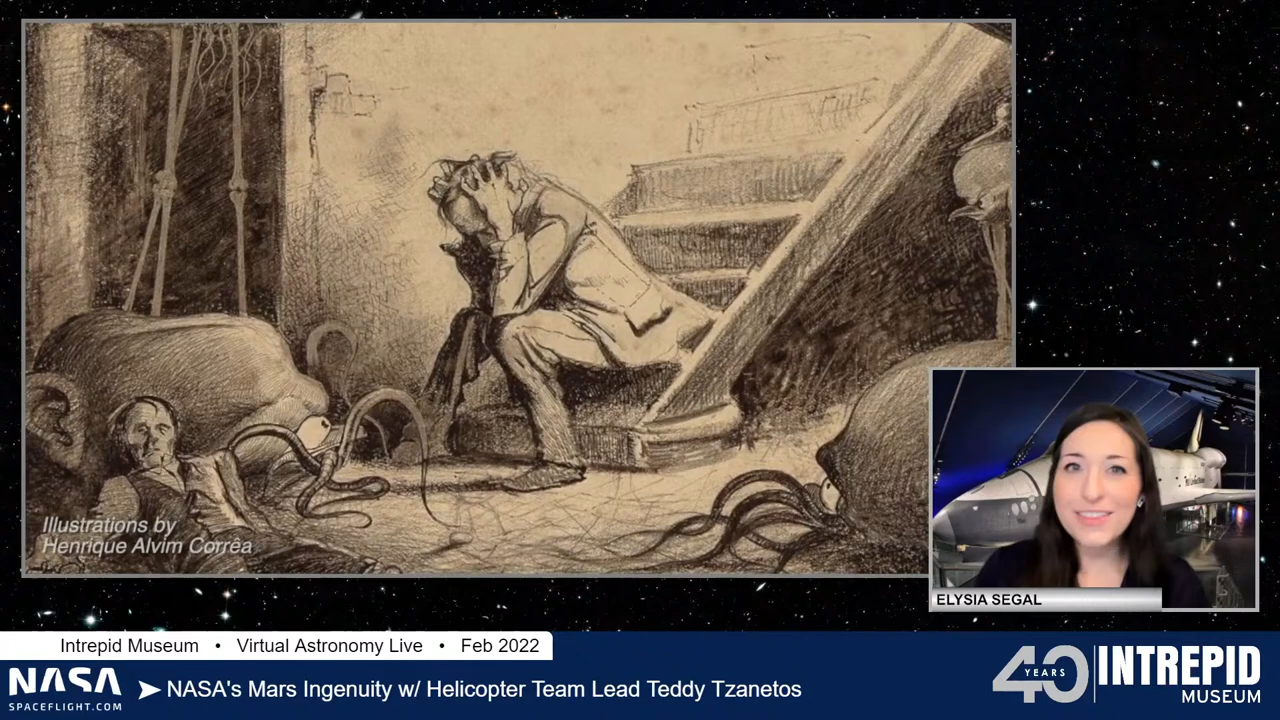 Illustrations by
Henrique Alvim Corrêa
ELYSIA SEGAL
Intrepid Museum • Virtual Astronomy Live • Feb 2022
NASA
SPACEFLIGHT.COM
NASA's Mars Ingenuity w/ Helicopter Team Lead Teddy Tzanetos
40
YEARS
INTREPID
MUSEUM